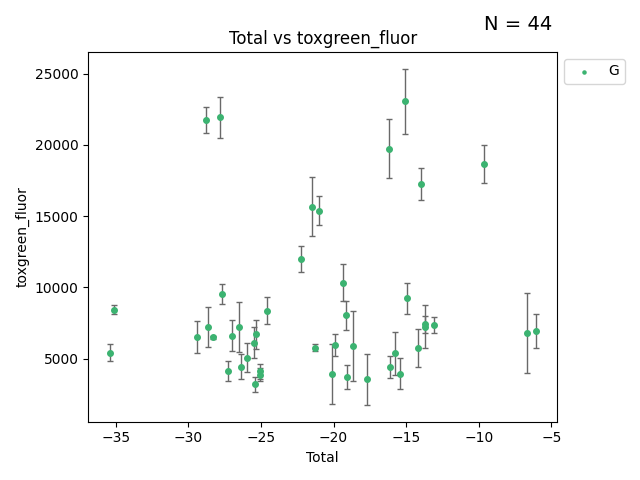 N = 44
Total vs toxgreen_fluor
G
25000
20000
15000
10000
5000
toxgreen_fluor
−35 −30 −25 −20 −15 −10 −5
Total